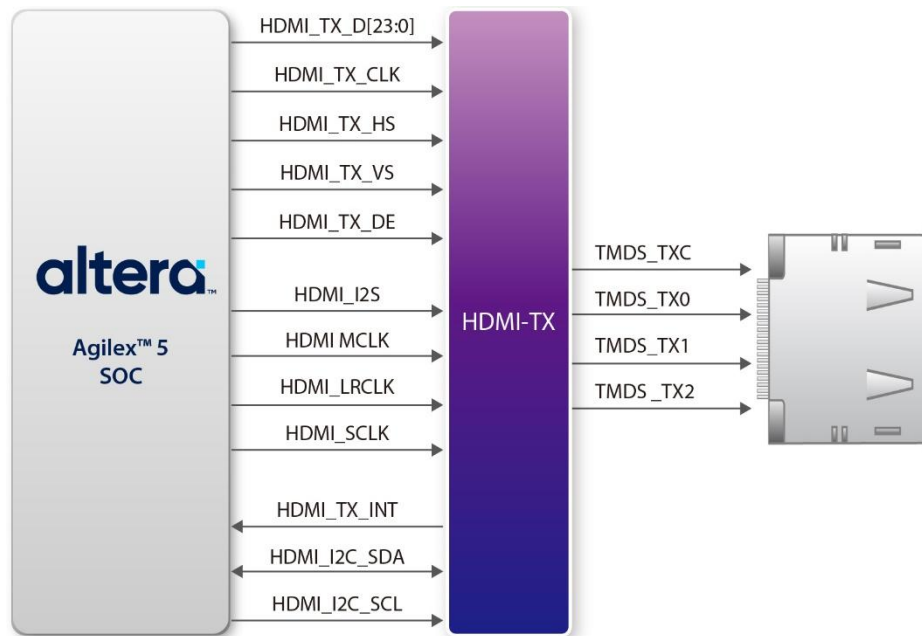 HDMI_TX_D[23:0]
HDMI_TX_CLK
HDMI_TX_HS
HDMI_TX_VS
HDMI_TX_DE
altera™
Agilex™ 5
SOC
HDMI_I2S
HDMI MCLK
HDMI_LRCLK
HDMI_SCLK
HDMI_TX_INT
HDMI_I2C_SDA
HDMI_I2C_SCL
HDMI-TX
TMDS_TXC
TMDS_TX0
TMDS_TX1
TMDS _TX2